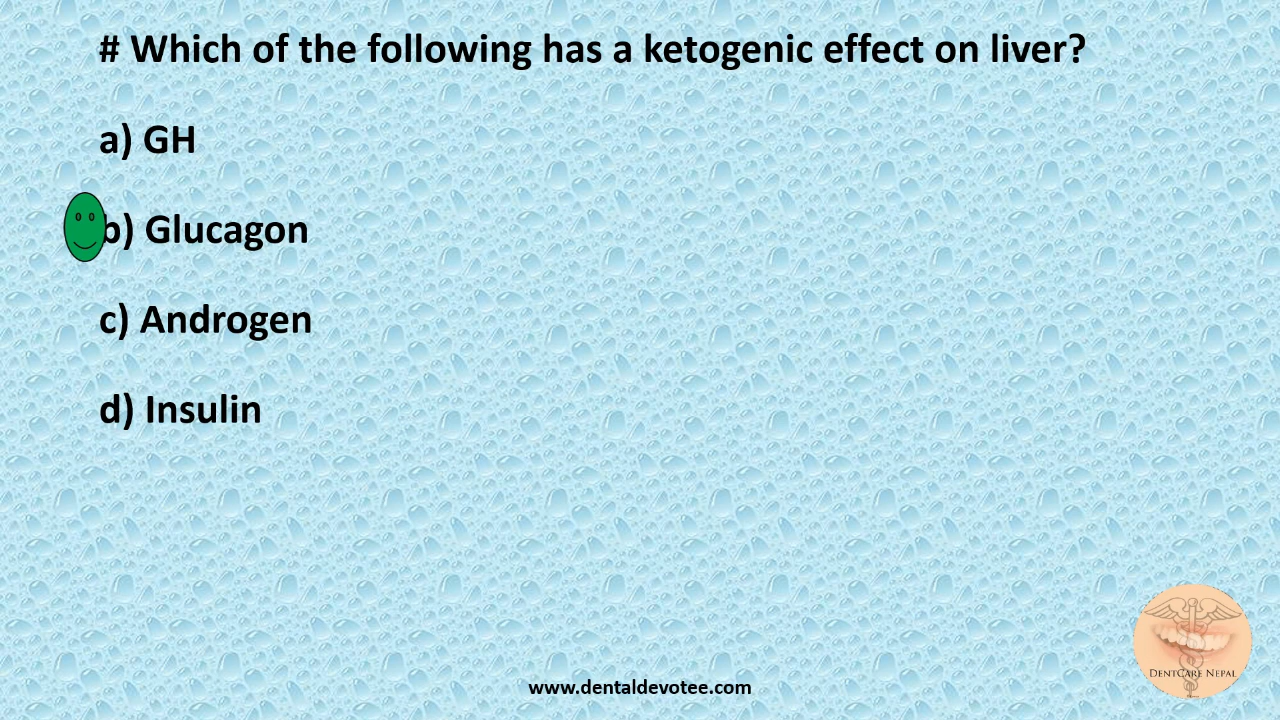 # Which of the following has a ketogenic effect on liver?
a) GH
b) Glucagon
c) Androgen
d) Insulin
DentCare Nepal
www.dentaldevotee.com